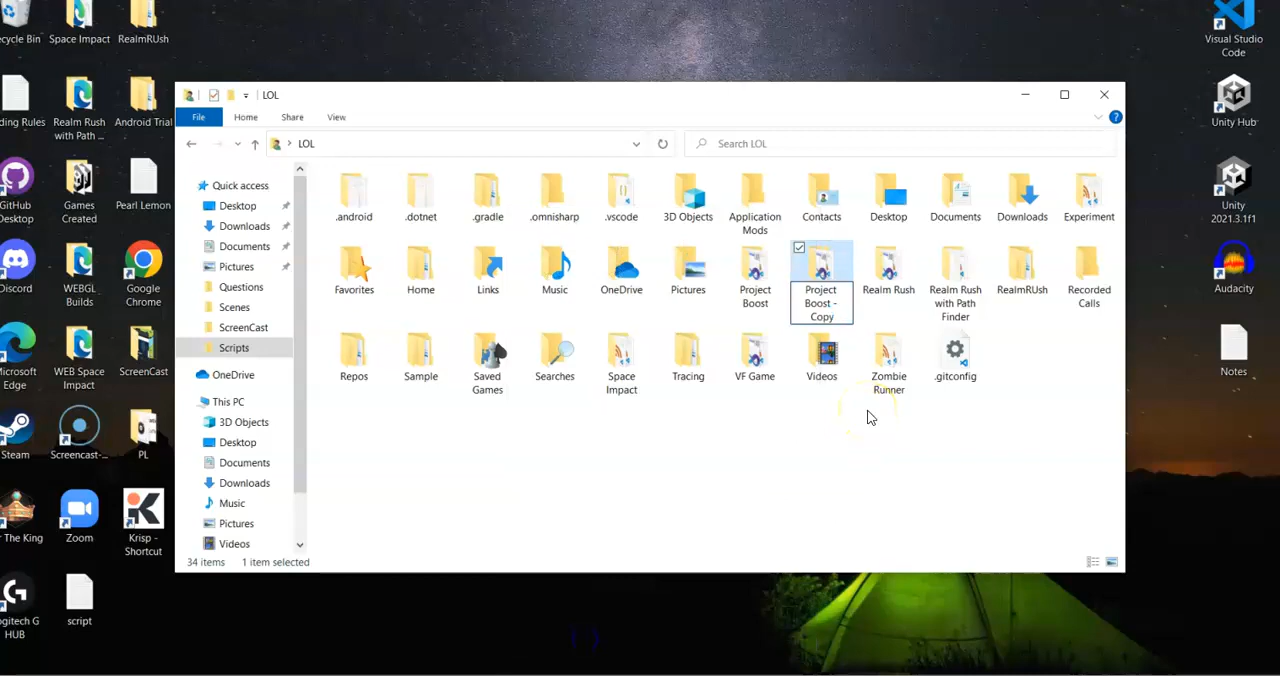 cycle Bin
Space Impact
RealmRUsh
Visual Studio
Code
LOL
File
Home
Share
View
LOL
Search LOL
ding Rules
Realm Rush
with Path ...
Android Trial
Unity Hub
GitHub
Desktop
Games
Created
Pearl Lemon
Unity
2021.3.1f1
Discord
WEBGL
Builds
Google
Chrome
Audacity
Microsoft
Edge
WEB Space
Impact
ScreenCast
Notes
Steam
Screencast-...
PL
The King
Zoom
Krisp -
Shortcut
ogitech G
HUB
script
Quick access
Desktop
Downloads
Documents
Pictures
Questions
Scenes
ScreenCast
Scripts
OneDrive
This PC
3D Objects
Desktop
Documents
Downloads
Music
Pictures
Videos
.android
.dotnet
.gradle
.omnisharp
.vscode
3D Objects
Application
Mods
Contacts
Desktop
Documents
Downloads
Experiment
Favorites
Home
Links
Music
OneDrive
Pictures
Project
Boost
Project
Boost -
Copy
Realm Rush
Realm Rush
with Path
Finder
RealmRUsh
Recorded
Calls
Repos
Sample
Saved
Games
Searches
Space
Impact
Tracing
VF Game
Videos
Zombie
Runner
.gitconfig
34 items
1 item selected